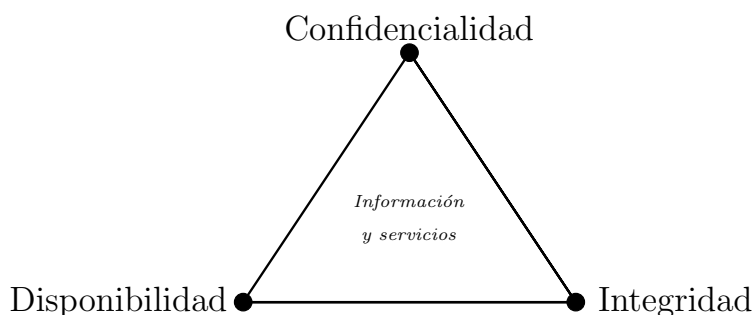 Confidencialidad
Información
y servicios
Disponibilidad
Integridad